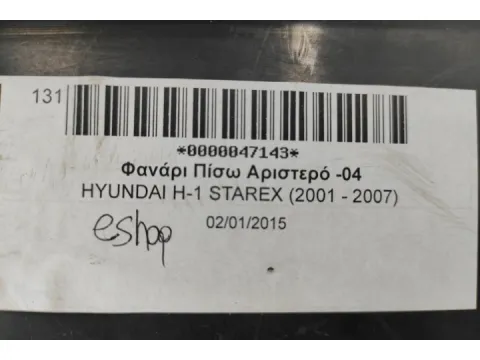 131
*0000047143*
Φανάρι Πίσω Αριστερό -04
HYUNDAI H-1 STAREX (2001 - 2007)
02/01/2015
eshop